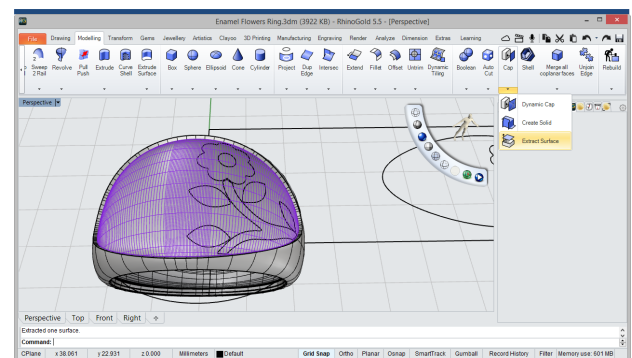 Enamel Flowers Ring.3dm (3922 KB) - RhinoGold 5.5 - [Perspective]
File Drawing Modelling Transform Gems Jewellery Artistics Clayoo 3D Printing Manufacturing Engraving Render Analyze Dimension Extras Learning
Sweep 2 Rail
Revolve
Pull Push
Extrude
Curve Shell
Extrude Surface
Box
Sphere
Ellipsoid
Cone
Cylinder
Project
Dup Edge
Intersec
Extend
Fillet
Offset
Untrim
Dynamic Tiling
Boolean
Auto Cut
Cap
Shell
Merge all coplanar faces
Unjoin Edge
Rebuild
Perspective
Dynamic Cap
Create Solid
Extract Surface
Perspective Top Front Right
Extracted one surface.
Command:
CPlane x 38.061 y 22.931 z 0.000 Millimeters Default Grid Snap Ortho Planar Osnap SmartTrack Gumball Record History Filter Memory use: 601 MB